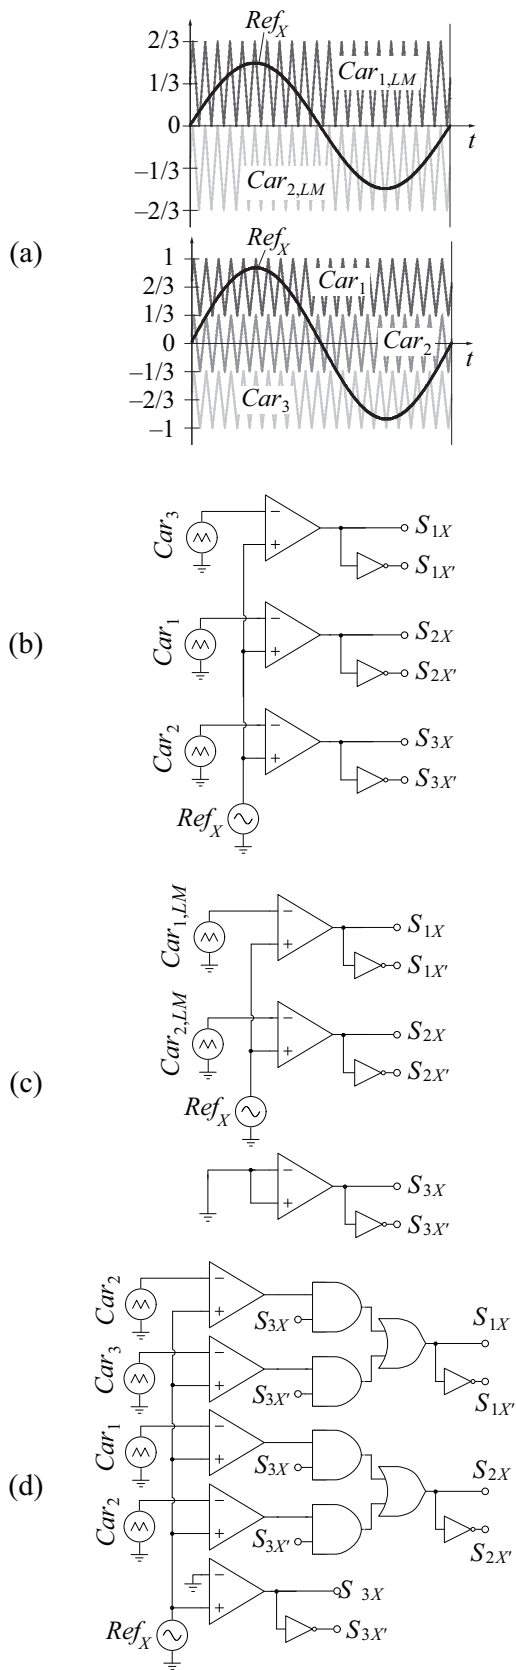 (a)
Ref_X
2/3
1/3
0
–1/3
–2/3
Car_1,LM
Car_2,LM
t
Ref_X
1
2/3
1/3
0
–1/3
–2/3
–1
Car_1
Car_2
Car_3
t
(b)
Car_3
– +
S_1X
S_1X'
Car_1
– +
S_2X
S_2X'
Car_2
– +
S_3X
S_3X'
Ref_X
(c)
Car_1,LM
– +
S_1X
S_1X'
Car_2,LM
– +
S_2X
S_2X'
Ref_X
– +
S_3X
S_3X'
(d)
Car_2
– +
S_3X
Car_3
– +
S_3X'
S_1X
S_1X'
Car_1
– +
S_3X
Car_2
– +
S_3X'
S_2X
S_2X'
– +
S 3X
S_3X'
Ref_X